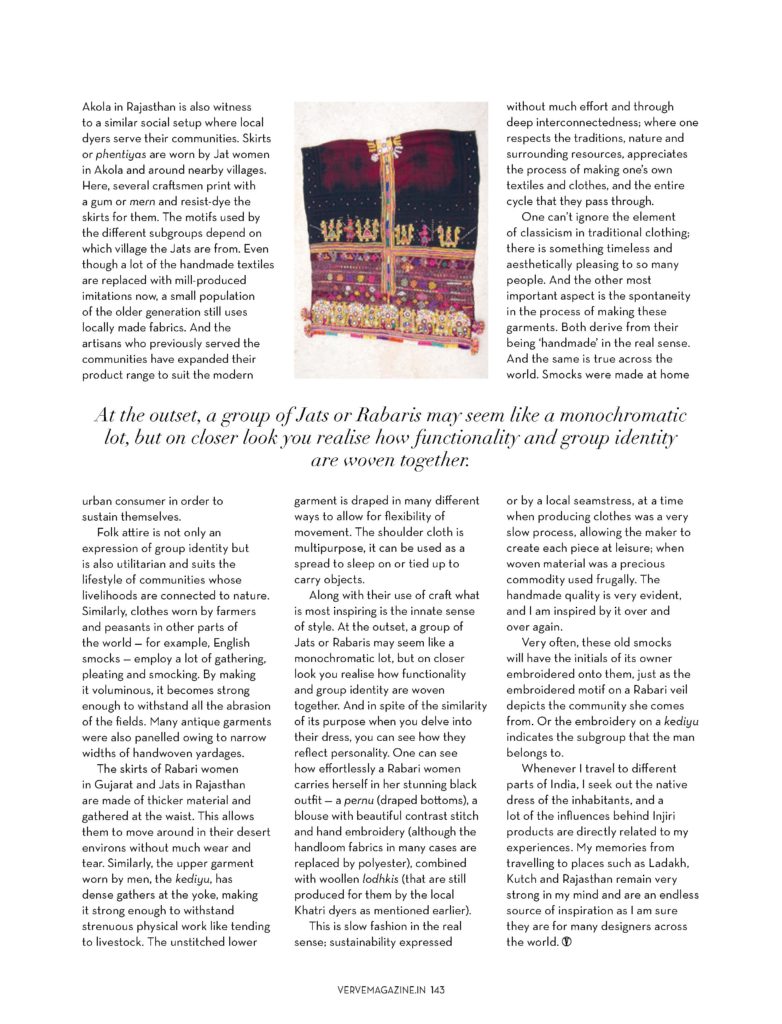 Akola in Rajasthan is also witness
to a similar social setup where local
dyers serve their communities. Skirts
or phentiyas are worn by Jat women
in Akola and around nearby villages.
Here, several craftsmen print with
a gum or mern and resist-dye the
skirts for them. The motifs used by
the different subgroups depend on
which village the Jats are from. Even
though a lot of the handmade textiles
are replaced with mill-produced
imitations now, a small population
of the older generation still uses
locally made fabrics. And the
artisans who previously served the
communities have expanded their
product range to suit the modern
At the outset, a group of Jats or Rabaris may seem like a monochromatic
lot, but on closer look you realise how functionality and group identity
are woven together.
urban consumer in order to
sustain themselves.
Folk attire is not only an
expression of group identity but
is also utilitarian and suits the
lifestyle of communities whose
livelihoods are connected to nature.
Similarly, clothes worn by farmers
and peasants in other parts of
the world — for example, English
smocks — employ a lot of gathering,
pleating and smocking. By making
it voluminous, it becomes strong
enough to withstand all the abrasion
of the fields. Many antique garments
were also panelled owing to narrow
widths of handwoven yardages.
The skirts of Rabari women
in Gujarat and Jats in Rajasthan
are made of thicker material and
gathered at the waist. This allows
them to move around in their desert
environs without much wear and
tear. Similarly, the upper garment
worn by men, the kediyu, has
dense gathers at the yoke, making
it strong enough to withstand
strenuous physical work like tending
to livestock. The unstitched lower
garment is draped in many different
ways to allow for flexibility of
movement. The shoulder cloth is
multipurpose, it can be used as a
spread to sleep on or tied up to
carry objects.
Along with their use of craft what
is most inspiring is the innate sense
of style. At the outset, a group of
Jats or Rabaris may seem like a
monochromatic lot, but on closer
look you realise how functionality
and group identity are woven
together. And in spite of the similarity
of its purpose when you delve into
their dress, you can see how they
reflect personality. One can see
how effortlessly a Rabari women
carries herself in her stunning black
outfit — a pernu (draped bottoms), a
blouse with beautiful contrast stitch
and hand embroidery (although the
handloom fabrics in many cases are
replaced by polyester), combined
with woollen lodhkis (that are still
produced for them by the local
Khatri dyers as mentioned earlier).
This is slow fashion in the real
sense; sustainability expressed
without much effort and through
deep interconnectedness; where one
respects the traditions, nature and
surrounding resources, appreciates
the process of making one's own
textiles and clothes, and the entire
cycle that they pass through.
One can't ignore the element
of classicism in traditional clothing;
there is something timeless and
aesthetically pleasing to so many
people. And the other most
important aspect is the spontaneity
in the process of making these
garments. Both derive from their
being 'handmade' in the real sense.
And the same is true across the
world. Smocks were made at home
or by a local seamstress, at a time
when producing clothes was a very
slow process, allowing the maker to
create each piece at leisure; when
woven material was a precious
commodity used frugally. The
handmade quality is very evident,
and I am inspired by it over and
over again.
Very often, these old smocks
will have the initials of its owner
embroidered onto them, just as the
embroidered motif on a Rabari veil
depicts the community she comes
from. Or the embroidery on a kediyu
indicates the subgroup that the man
belongs to.
Whenever I travel to different
parts of India, I seek out the native
dress of the inhabitants, and a
lot of the influences behind Injiri
products are directly related to my
experiences. My memories from
travelling to places such as Ladakh,
Kutch and Rajasthan remain very
strong in my mind and are an endless
source of inspiration as I am sure
they are for many designers across
the world.
VERVEMAGAZINE.IN 143